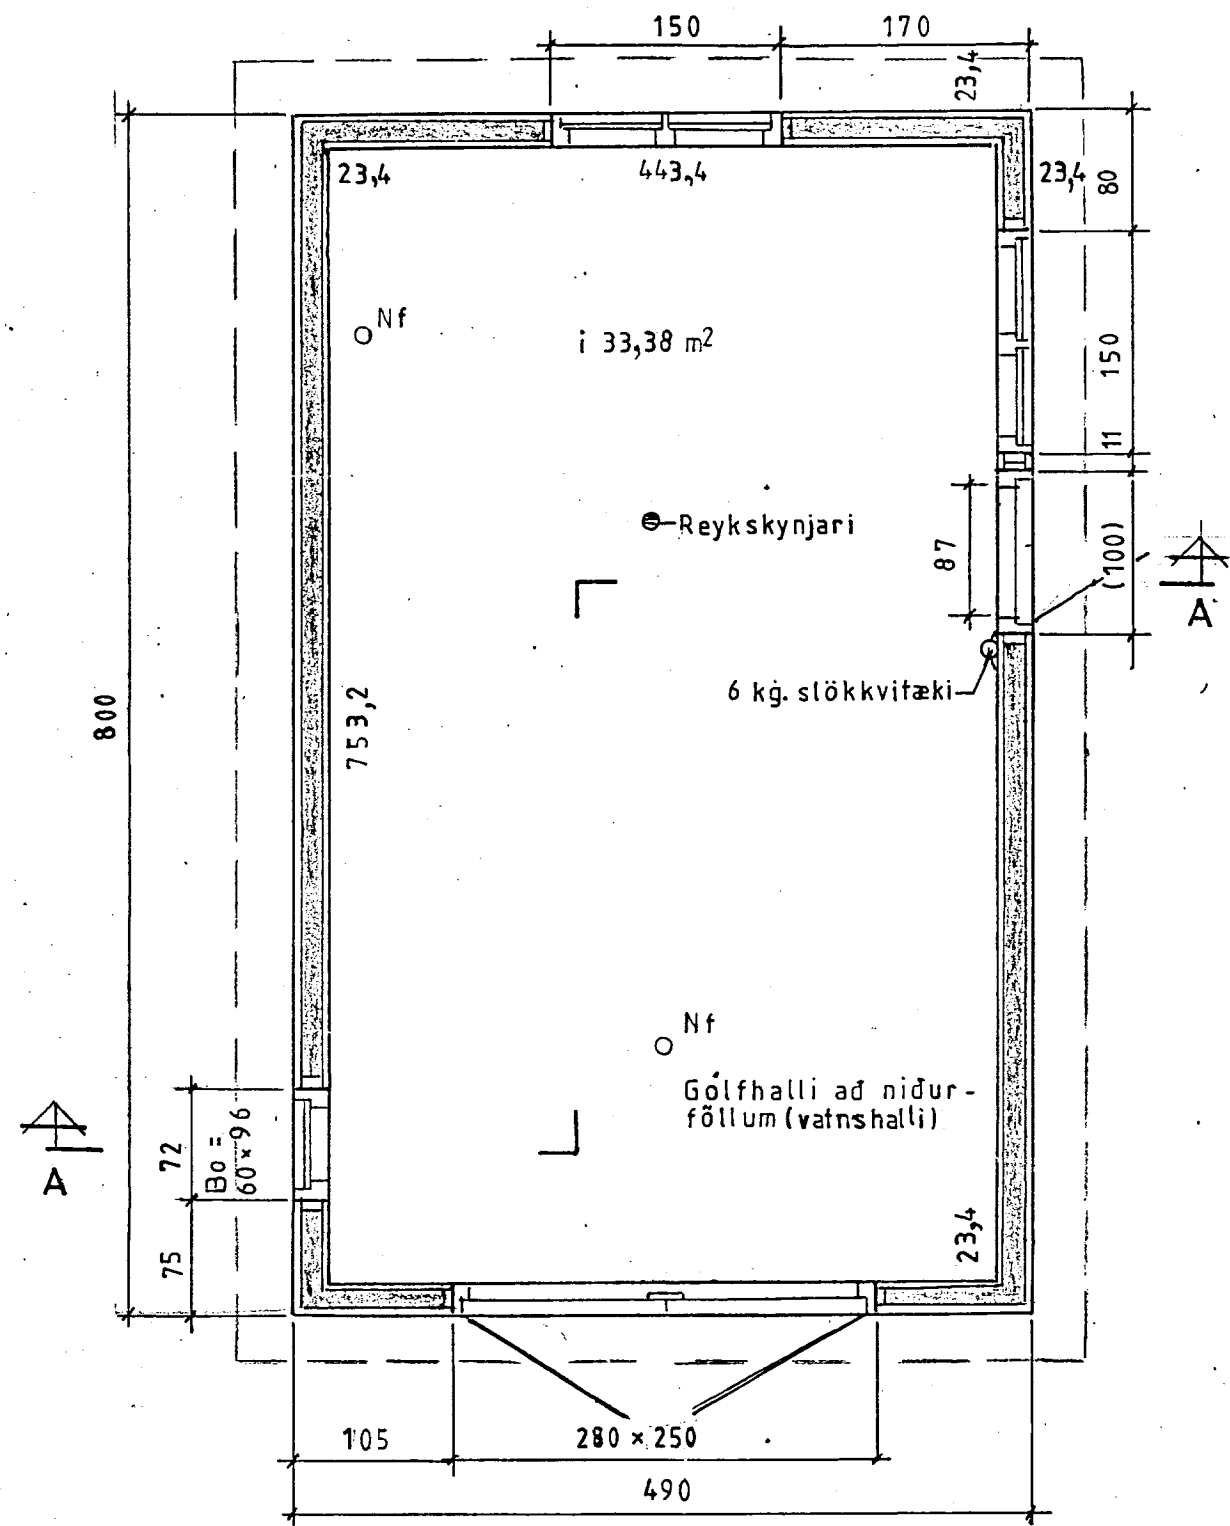 150
170
23,4
23,4
443,4
23,4
80
Nf
i 33,38 m²
150
11
Reykskynjari
87
(100)
A
6 kg. slökkvitæki
800
753,2
Nf
Gólfhalli að niður-
föllum (vatnshalli)
A
72
Bo =
60 × 96
75
23,4
105
280 × 250
490